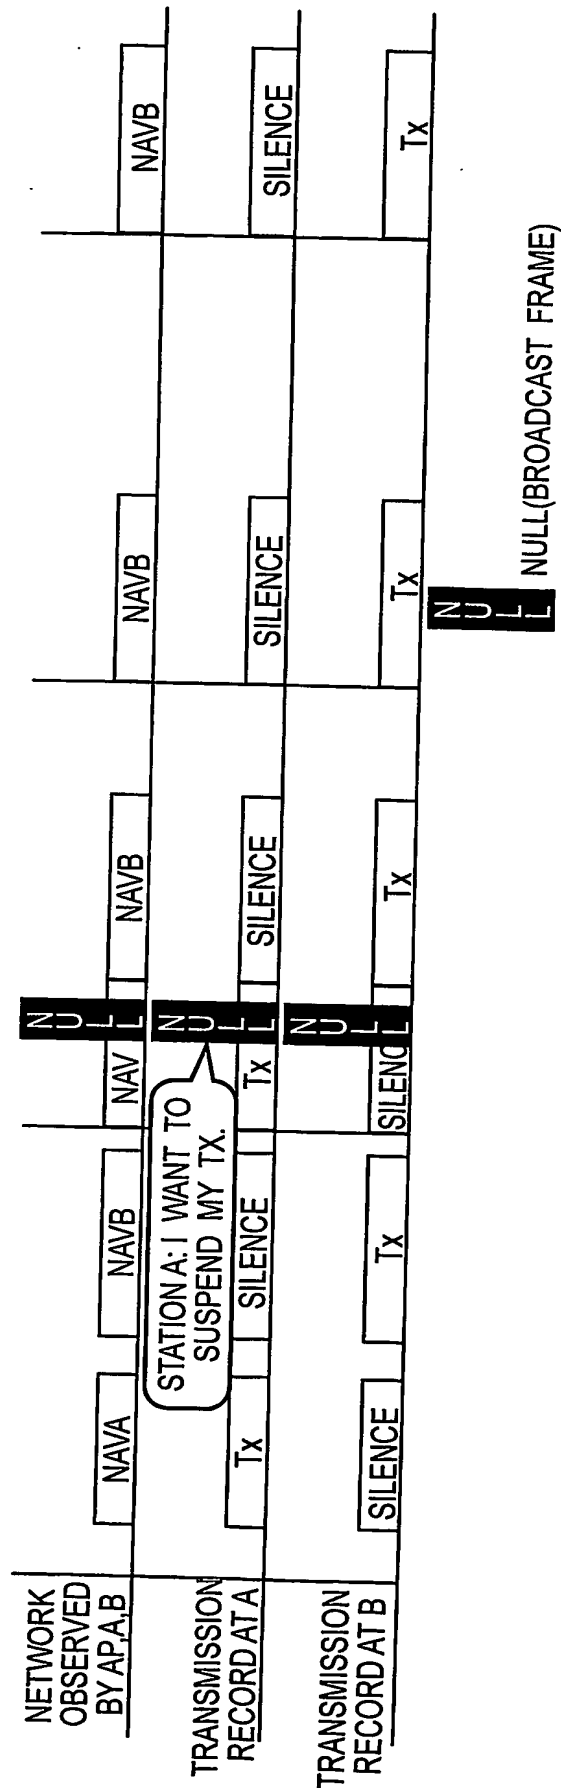 NETWORK
OBSERVED
BY AP,A,B
NAVA
NAVB
NAV
NULL
NAVB
NAVB
NAVB
STATION A: I WANT TO
SUSPEND MY TX.
TRANSMISSION
RECORD AT A
Tx
SILENCE
Tx
NULL
SILENCE
SILENCE
SILENCE
TRANSMISSION
RECORD AT B
SILENCE
Tx
SILENC
NULL
Tx
Tx
Tx
NULL
NULL(BROADCAST FRAME)